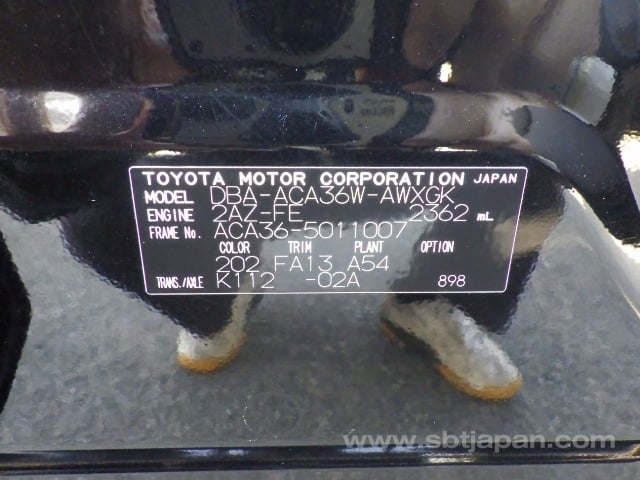 TOYOTA MOTOR CORPORATION JAPAN
MODEL DBA-ACA36W-AWXGK
ENGINE 2AZ-FE 2362 mL
FRAME No. ACA36-5011007
COLOR TRIM PLANT OPTION
202 FA13 A54
TRANS./AXLE K112 -02A 898
www.sbtjapan.com